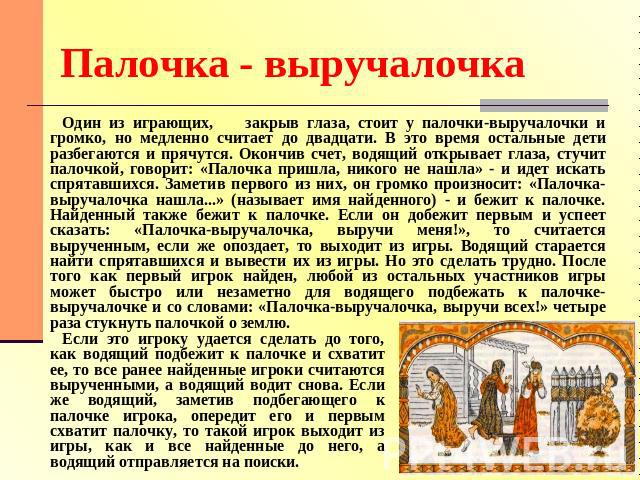 Палочка - выручалочка
Один из играющих, закрыв глаза, стоит у палочки-выручалочки и
громко, но медленно считает до двадцати. В это время остальные дети
разбегаются и прячутся. Окончив счет, водящий открывает глаза, стучит
палочкой, говорит: «Палочка пришла, никого не нашла» - и идет искать
спрятавшихся. Заметив первого из них, он громко произносит: «Палочка-
выручалочка нашла...» (называет имя найденного) - и бежит к палочке.
Найденный также бежит к палочке. Если он добежит первым и успеет
сказать: «Палочка-выручалочка, выручи меня!», то считается
вырученным, если же опоздает, то выходит из игры. Водящий старается
найти спрятавшихся и вывести их из игры. Но это сделать трудно. После
того как первый игрок найден, любой из остальных участников игры
может быстро или незаметно для водящего подбежать к палочке-
выручалочке и со словами: «Палочка-выручалочка, выручи всех!» четыре
раза стукнуть палочкой о землю.
Если это игроку удается сделать до того,
как водящий подбежит к палочке и схватит
ее, то все ранее найденные игроки считаются
вырученными, а водящий водит снова. Если
же водящий, заметив подбегающего к
палочке игрока, опередит его и первым
схватит палочку, то такой игрок выходит из
игры, как и все найденные до него, а
водящий отправляется на поиски.